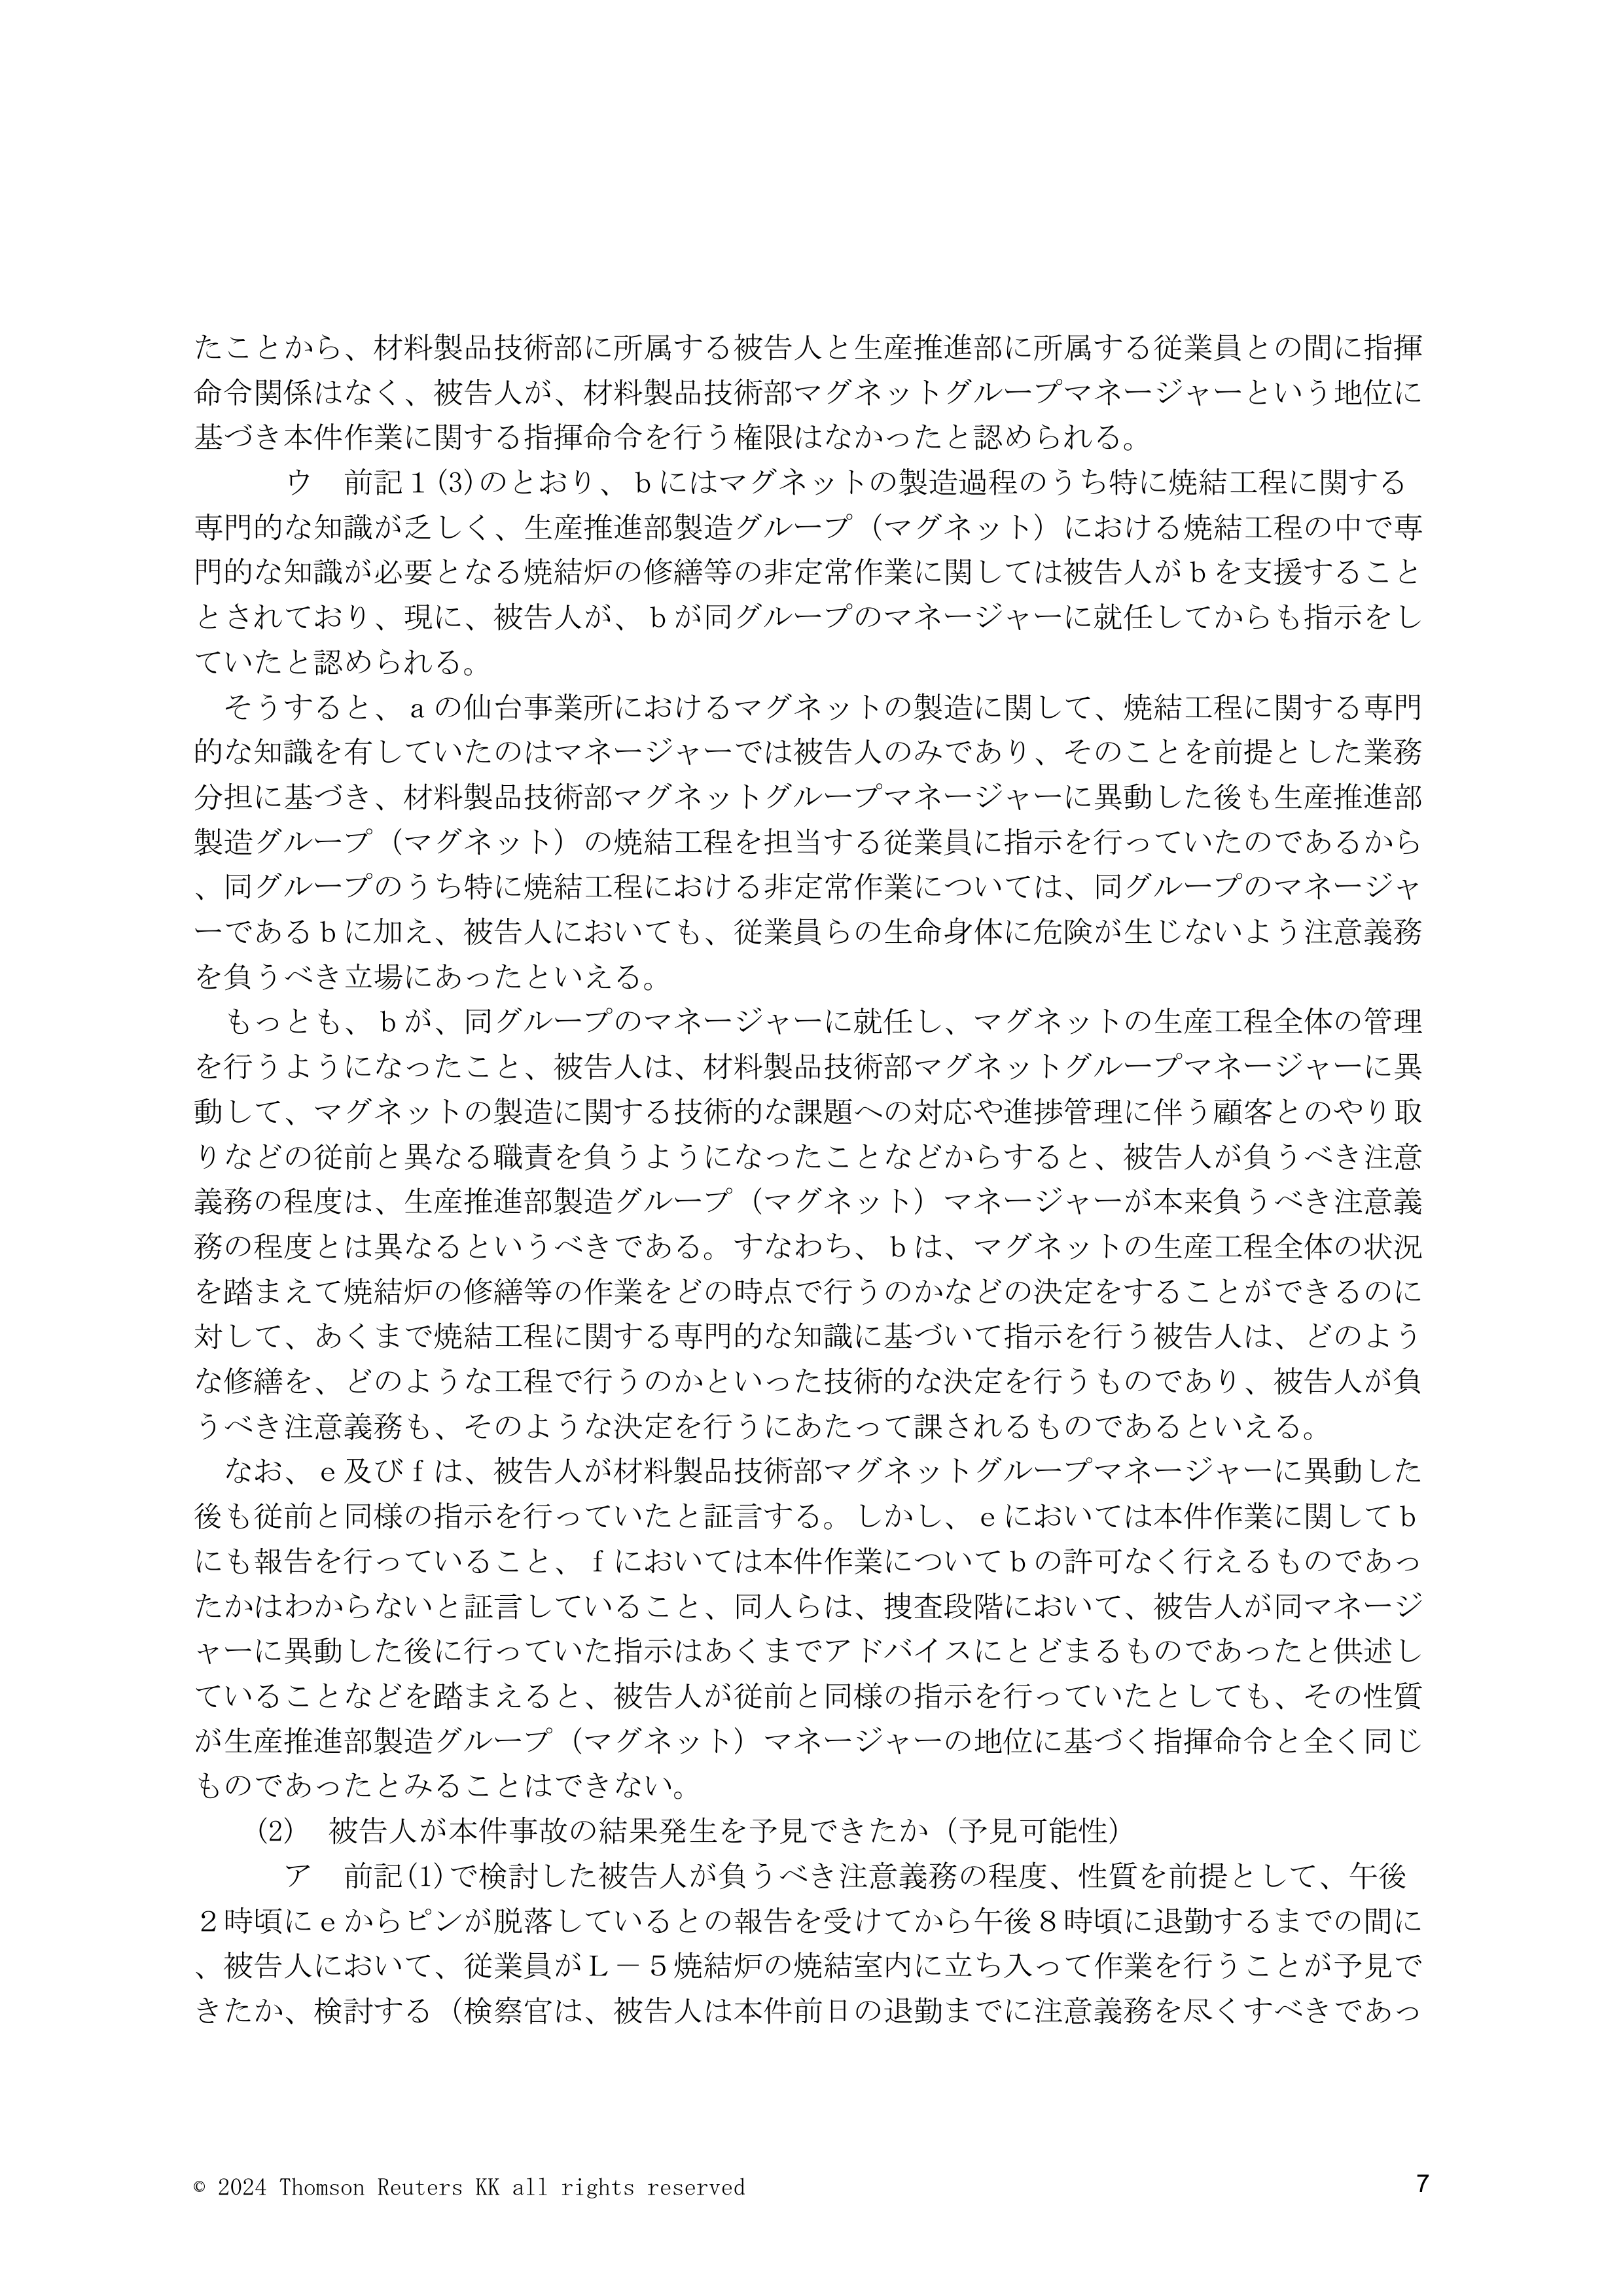 たことから、材料製品技術部に所属する被告人と生産推進部に所属する従業員との間に指揮
命令関係はなく、被告人が、材料製品技術部マグネットグループマネージャーという地位に
基づき本件作業に関する指揮命令を行う権限はなかったと認められる。
ウ　前記１(3)のとおり、ｂにはマグネットの製造過程のうち特に焼結工程に関する
専門的な知識が乏しく、生産推進部製造グループ（マグネット）における焼結工程の中で専
門的な知識が必要となる焼結炉の修繕等の非定常作業に関しては被告人がｂを支援すること
とされており、現に、被告人が、ｂが同グループのマネージャーに就任してからも指示をし
ていたと認められる。
そうすると、ａの仙台事業所におけるマグネットの製造に関して、焼結工程に関する専門
的な知識を有していたのはマネージャーでは被告人のみであり、そのことを前提とした業務
分担に基づき、材料製品技術部マグネットグループマネージャーに異動した後も生産推進部
製造グループ（マグネット）の焼結工程を担当する従業員に指示を行っていたのであるから
、同グループのうち特に焼結工程における非定常作業については、同グループのマネージャ
ーであるｂに加え、被告人においても、従業員らの生命身体に危険が生じないよう注意義務
を負うべき立場にあったといえる。
もっとも、ｂが、同グループのマネージャーに就任し、マグネットの生産工程全体の管理
を行うようになったこと、被告人は、材料製品技術部マグネットグループマネージャーに異
動して、マグネットの製造に関する技術的な課題への対応や進捗管理に伴う顧客とのやり取
りなどの従前と異なる職責を負うようになったことなどからすると、被告人が負うべき注意
義務の程度は、生産推進部製造グループ（マグネット）マネージャーが本来負うべき注意義
務の程度とは異なるというべきである。すなわち、ｂは、マグネットの生産工程全体の状況
を踏まえて焼結炉の修繕等の作業をどの時点で行うのかなどの決定をすることができるのに
対して、あくまで焼結工程に関する専門的な知識に基づいて指示を行う被告人は、どのよう
な修繕を、どのような工程で行うのかといった技術的な決定を行うものであり、被告人が負
うべき注意義務も、そのような決定を行うにあたって課されるものであるといえる。
なお、ｅ及びｆは、被告人が材料製品技術部マグネットグループマネージャーに異動した
後も従前と同様の指示を行っていたと証言する。しかし、ｅにおいては本件作業に関してｂ
にも報告を行っていること、ｆにおいては本件作業についてｂの許可なく行えるものであっ
たかはわからないと証言していること、同人らは、捜査段階において、被告人が同マネージ
ャーに異動した後に行っていた指示はあくまでアドバイスにとどまるものであったと供述し
ていることなどを踏まえると、被告人が従前と同様の指示を行っていたとしても、その性質
が生産推進部製造グループ（マグネット）マネージャーの地位に基づく指揮命令と全く同じ
ものであったとみることはできない。
(2)　被告人が本件事故の結果発生を予見できたか（予見可能性）
ア　前記(1)で検討した被告人が負うべき注意義務の程度、性質を前提として、午後
２時頃にｅからピンが脱落しているとの報告を受けてから午後８時頃に退勤するまでの間に
、被告人において、従業員がＬ－５焼結炉の焼結室内に立ち入って作業を行うことが予見で
きたか、検討する（検察官は、被告人は本件前日の退勤までに注意義務を尽くすべきであっ
© 2024 Thomson Reuters KK all rights reserved
7